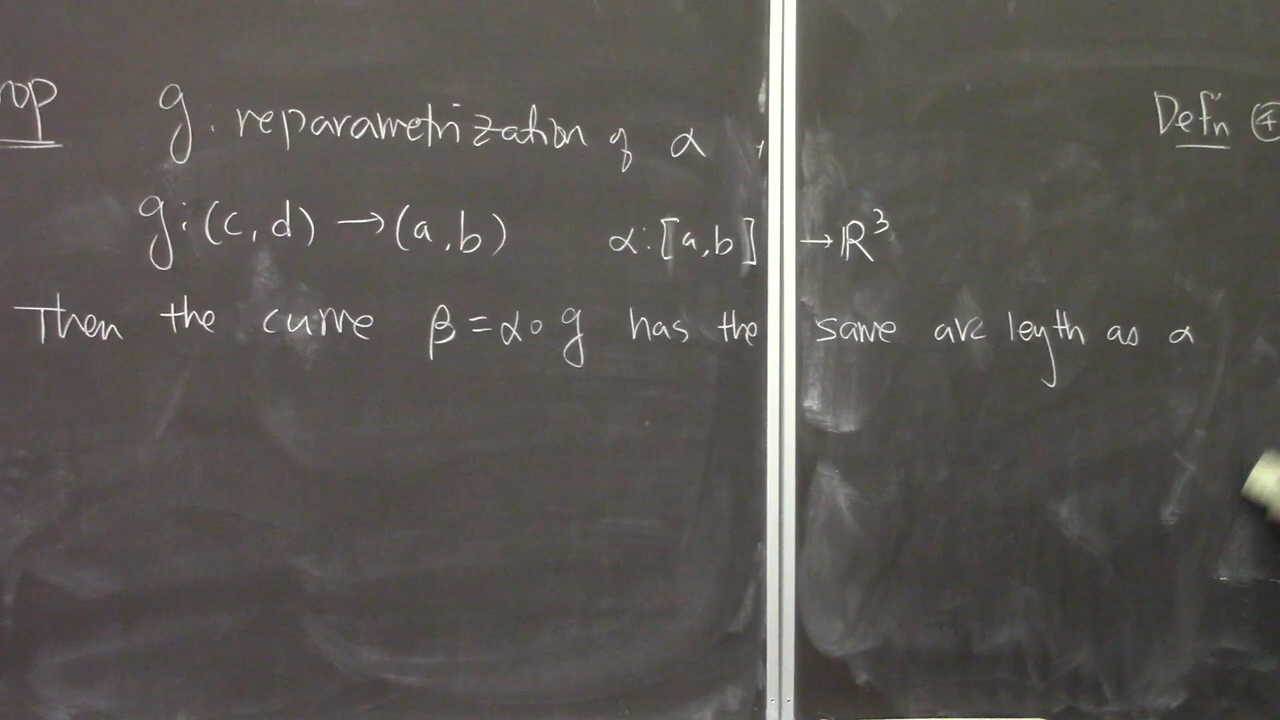 rop g: reparametrization of α,
g:(c,d) → (a,b) α:[a,b] → ℝ³
Then the curve β = α∘g has the same arc length as α
Defn ④